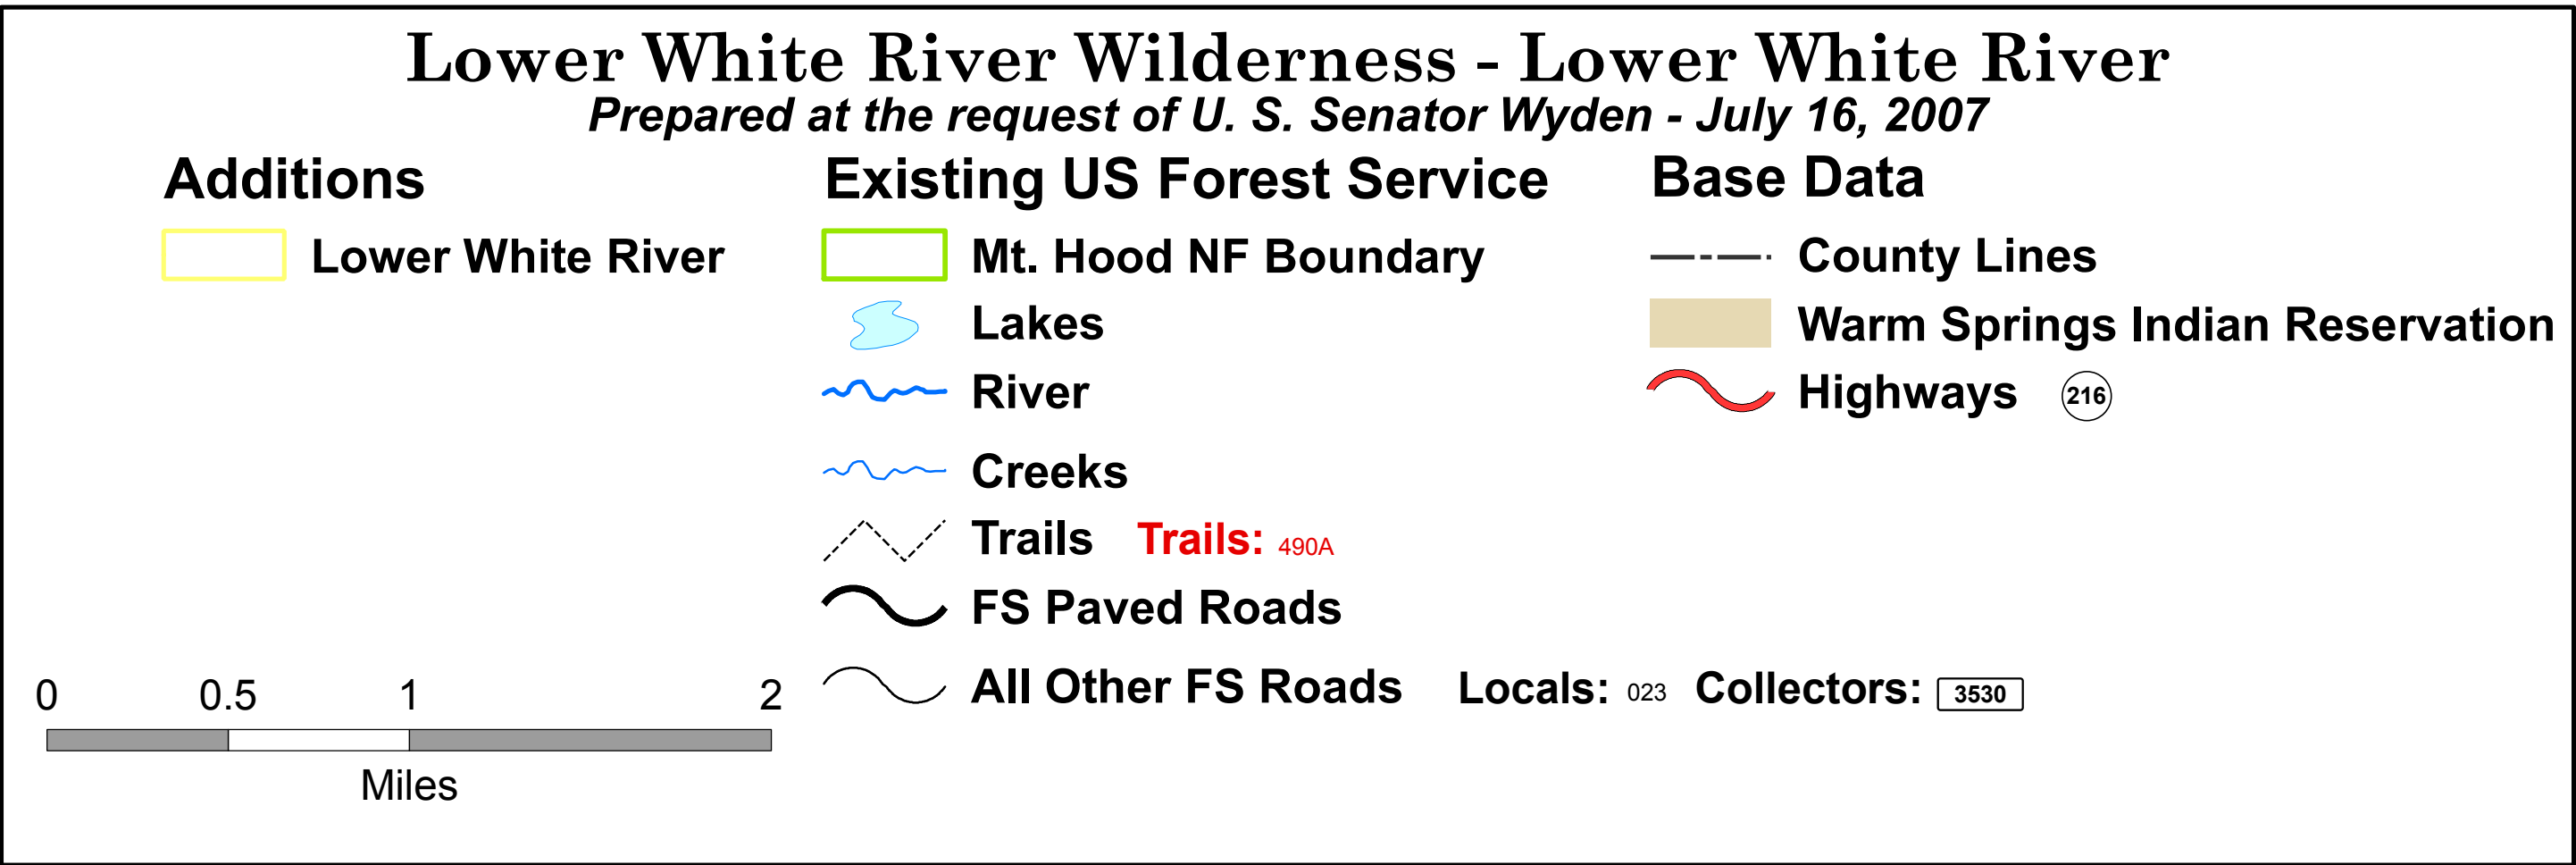 Lower White River Wilderness - Lower White River
Prepared at the request of U. S. Senator Wyden - July 16, 2007
Additions
Lower White River
Existing US Forest Service
Mt. Hood NF Boundary
Lakes
River
Creeks
Trails Trails: 490A
FS Paved Roads
All Other FS Roads Locals: 023 Collectors: 3530
Base Data
County Lines
Warm Springs Indian Reservation
Highways 216
0 0.5 1 2
Miles